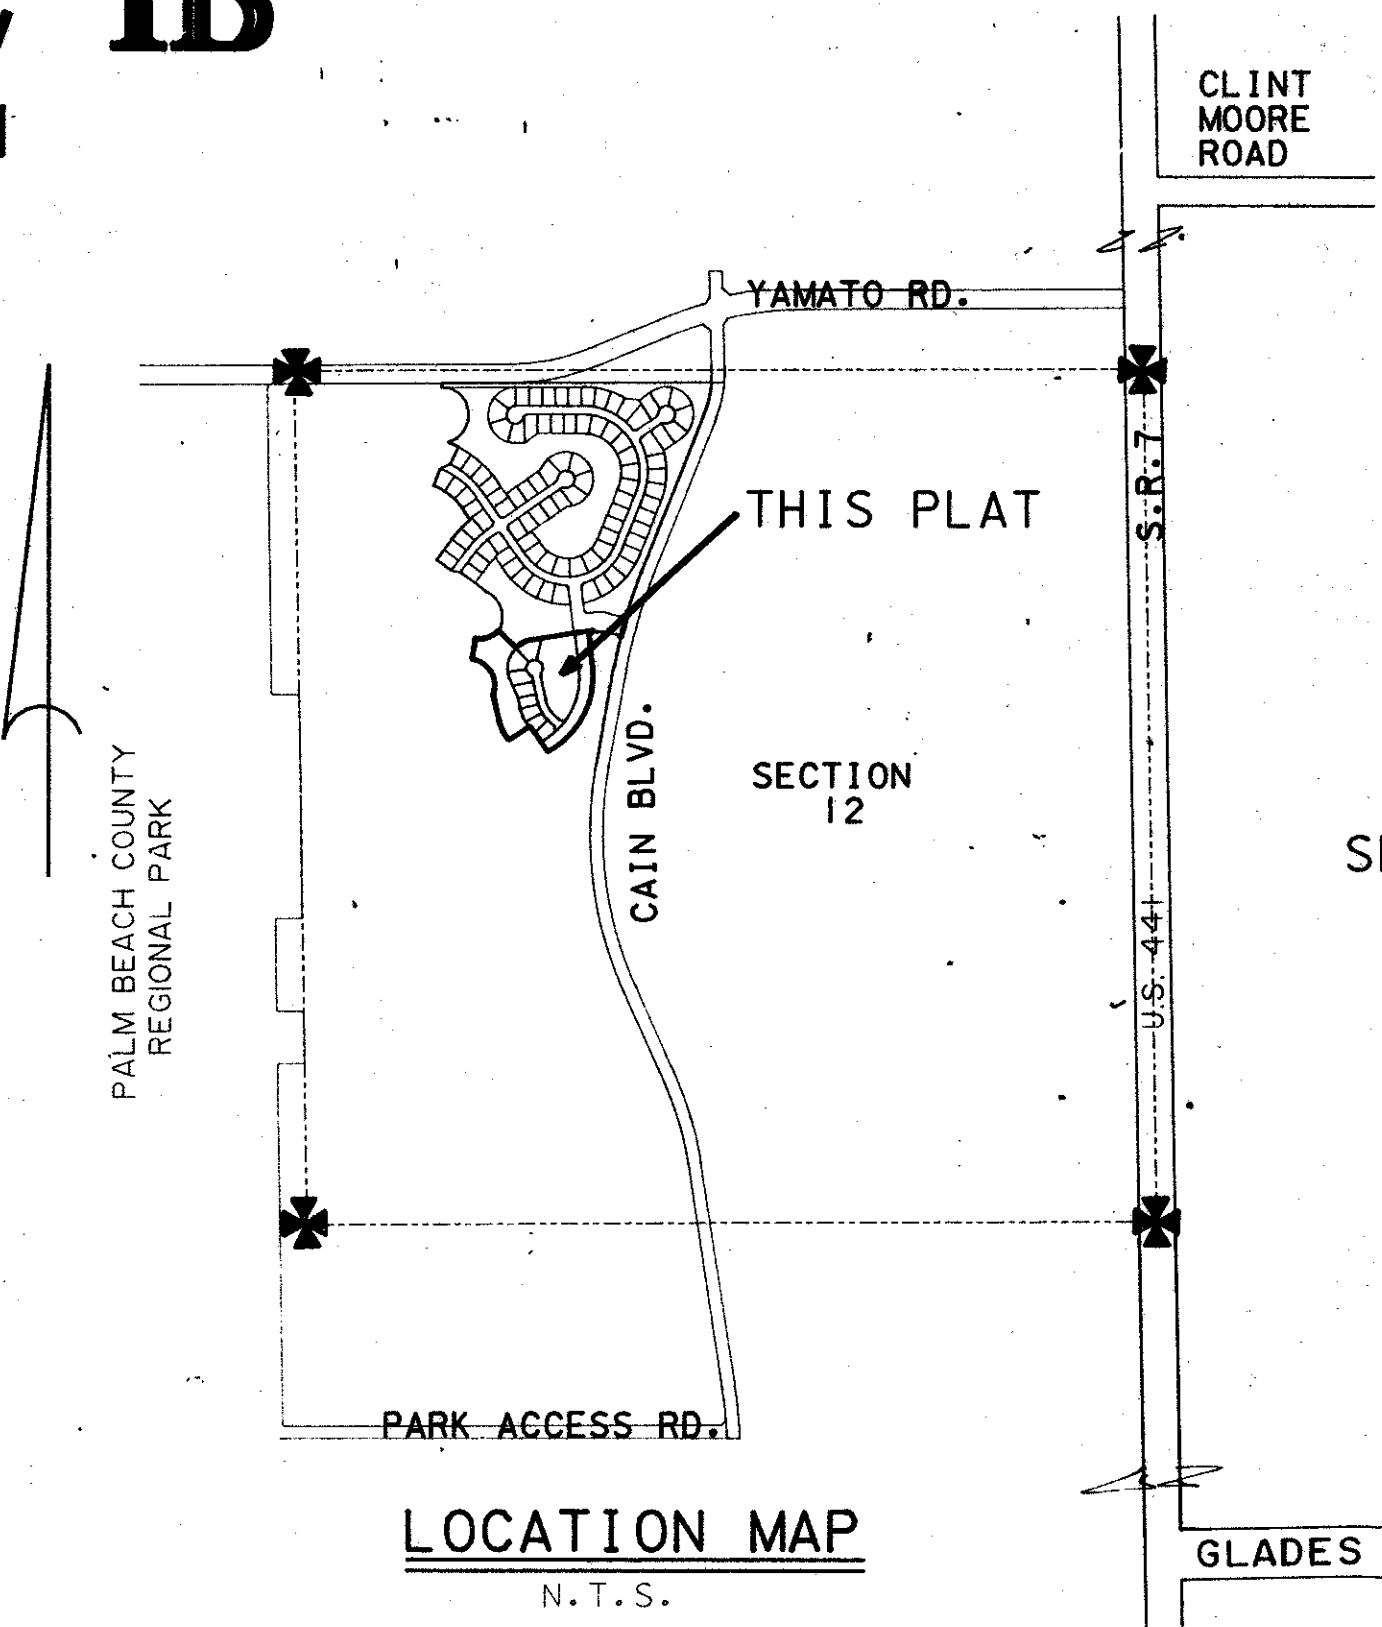 CLINT
MOORE
ROAD
YAMATO RD.
S.R.7
THIS PLAT
CAIN BLVD.
SECTION
12
PALM BEACH COUNTY
REGIONAL PARK
U.S. 441
PARK ACCESS RD.
LOCATION MAP
N.T.S.
GLADES